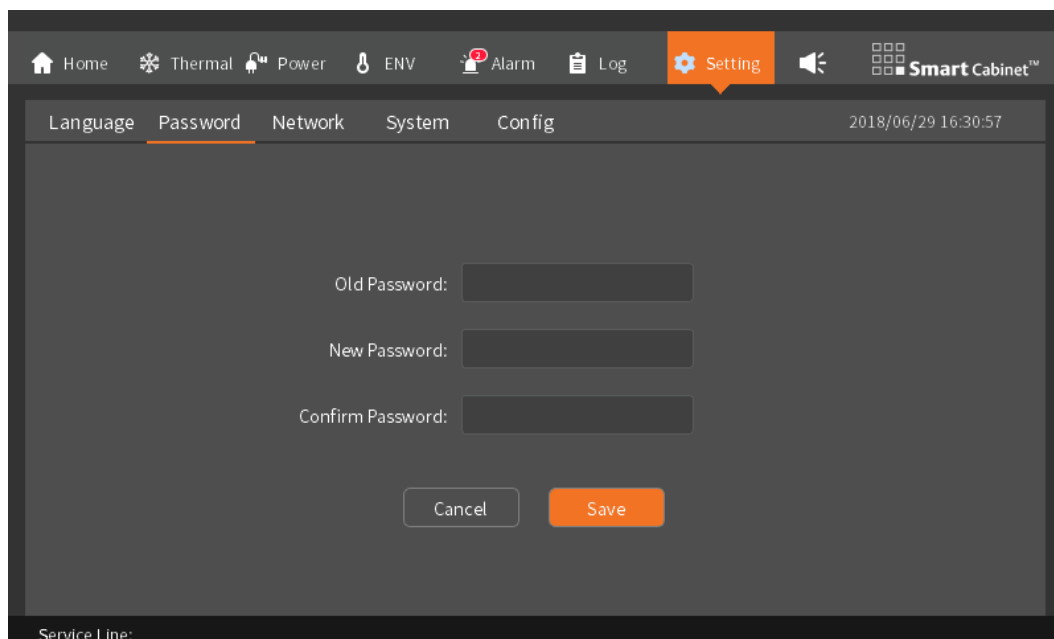 Home Thermal Power ENV 2 Alarm Log Setting Smart Cabinet™
Language Password Network System Config 2018/06/29 16:30:57
Old Password:
New Password:
Confirm Password:
Cancel Save
Service Line: